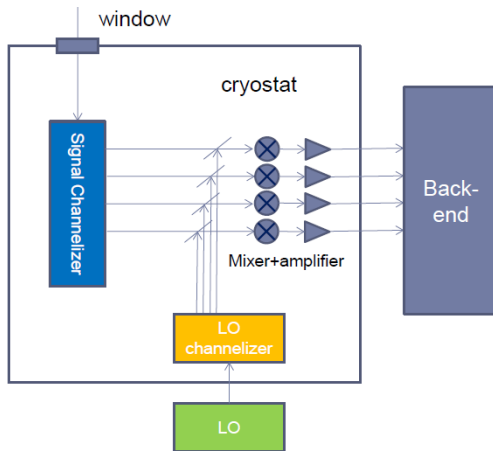 window
cryostat
Signal Channelizer
Back-
end
Mixer+amplifier
LO
channelizer
LO